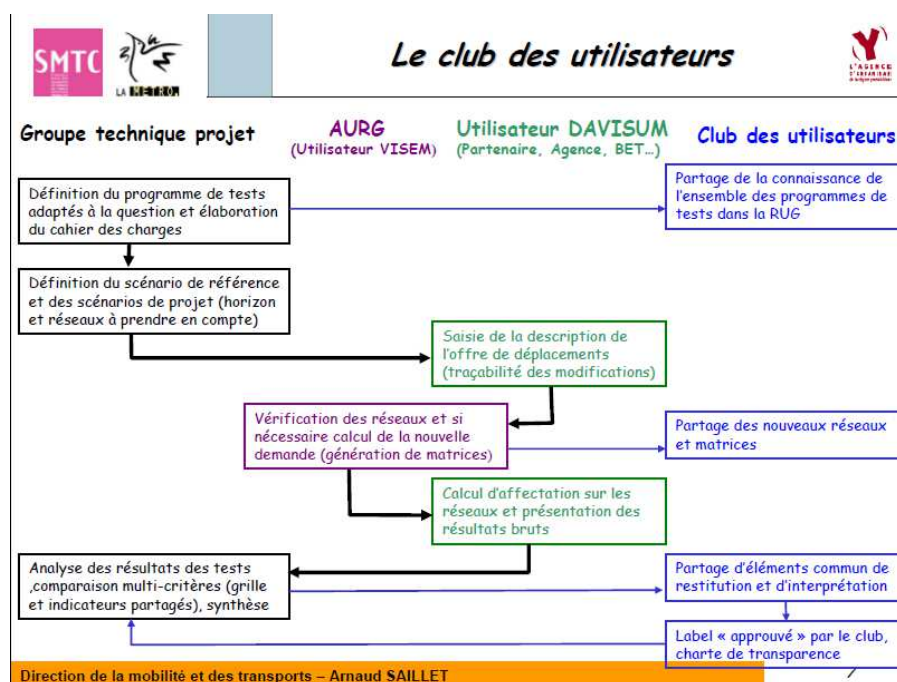 SMTC
LA METRO.
Le club des utilisateurs
L'AGENCE
Groupe technique projet
AURG
(Utilisateur VISEM)
Utilisateur DAVISUM
(Partenaire, Agence, BET…)
Club des utilisateurs
Définition du programme de tests
adaptés à la question et élaboration
du cahier des charges
Partage de la connaissance de
l'ensemble des programmes de
tests dans la RUG
Définition du scénario de référence
et des scénarios de projet (horizon
et réseaux à prendre en compte)
Saisie de la description de
l'offre de déplacements
(traçabilité des modifications)
Vérification des réseaux et si
nécessaire calcul de la nouvelle
demande (génération de matrices)
Partage des nouveaux réseaux
et matrices
Calcul d'affectation sur les
réseaux et présentation des
résultats bruts
Analyse des résultats des tests
,comparaison multi-critères (grille
et indicateurs partagés), synthèse
Partage d'éléments commun de
restitution et d'interprétation
Label « approuvé » par le club,
charte de transparence
Direction de la mobilité et des transports – Arnaud SAILLET